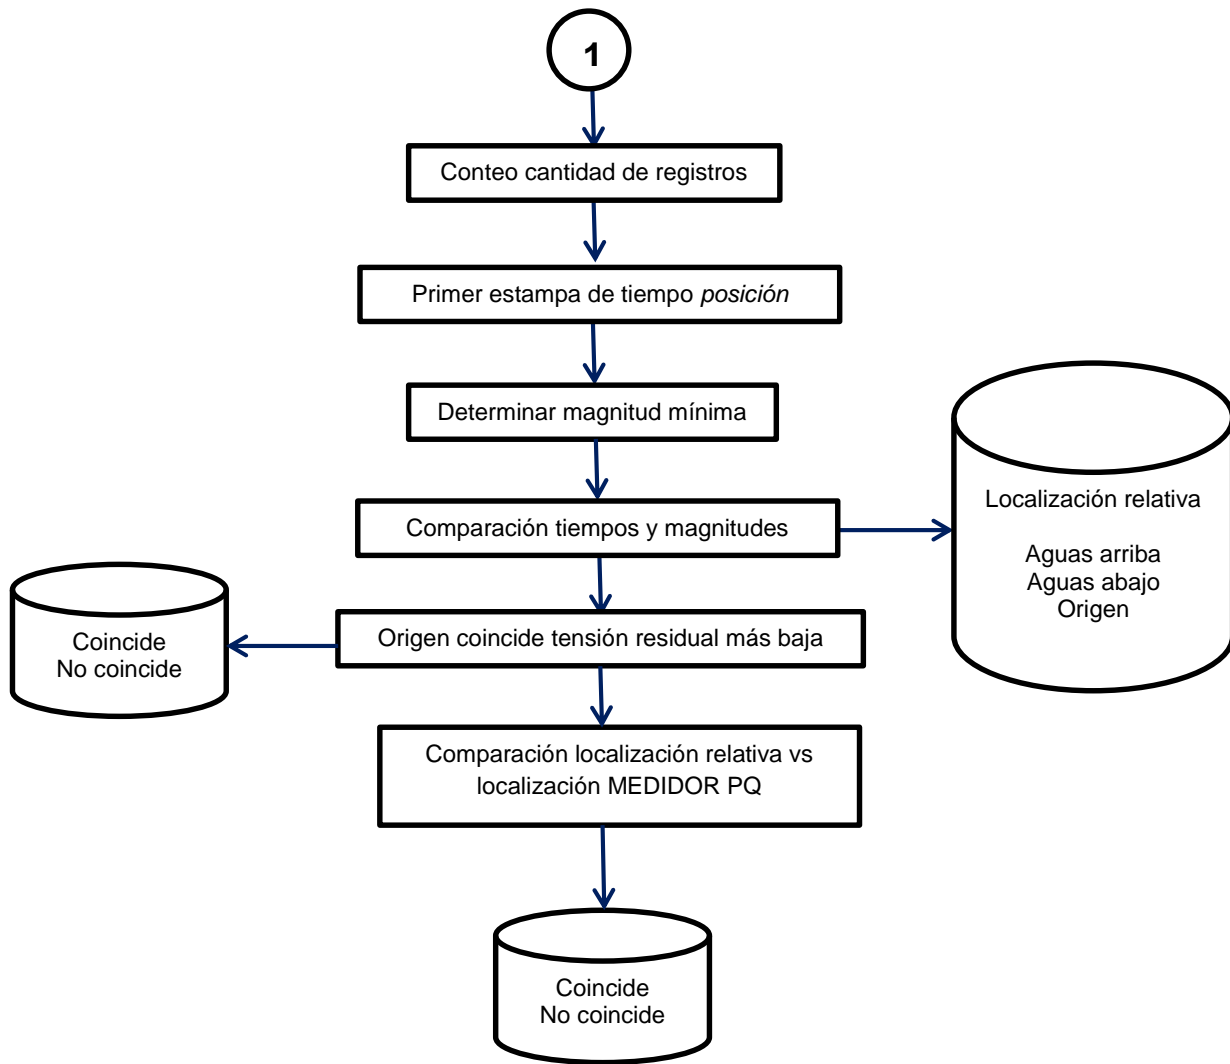 1
Conteo cantidad de registros
Primer estampa de tiempo posición
Determinar magnitud mínima
Comparación tiempos y magnitudes
Localización relativa
Aguas arriba
Aguas abajo
Origen
Origen coincide tensión residual más baja
Coincide
No coincide
Comparación localización relativa vs
localización MEDIDOR PQ
Coincide
No coincide